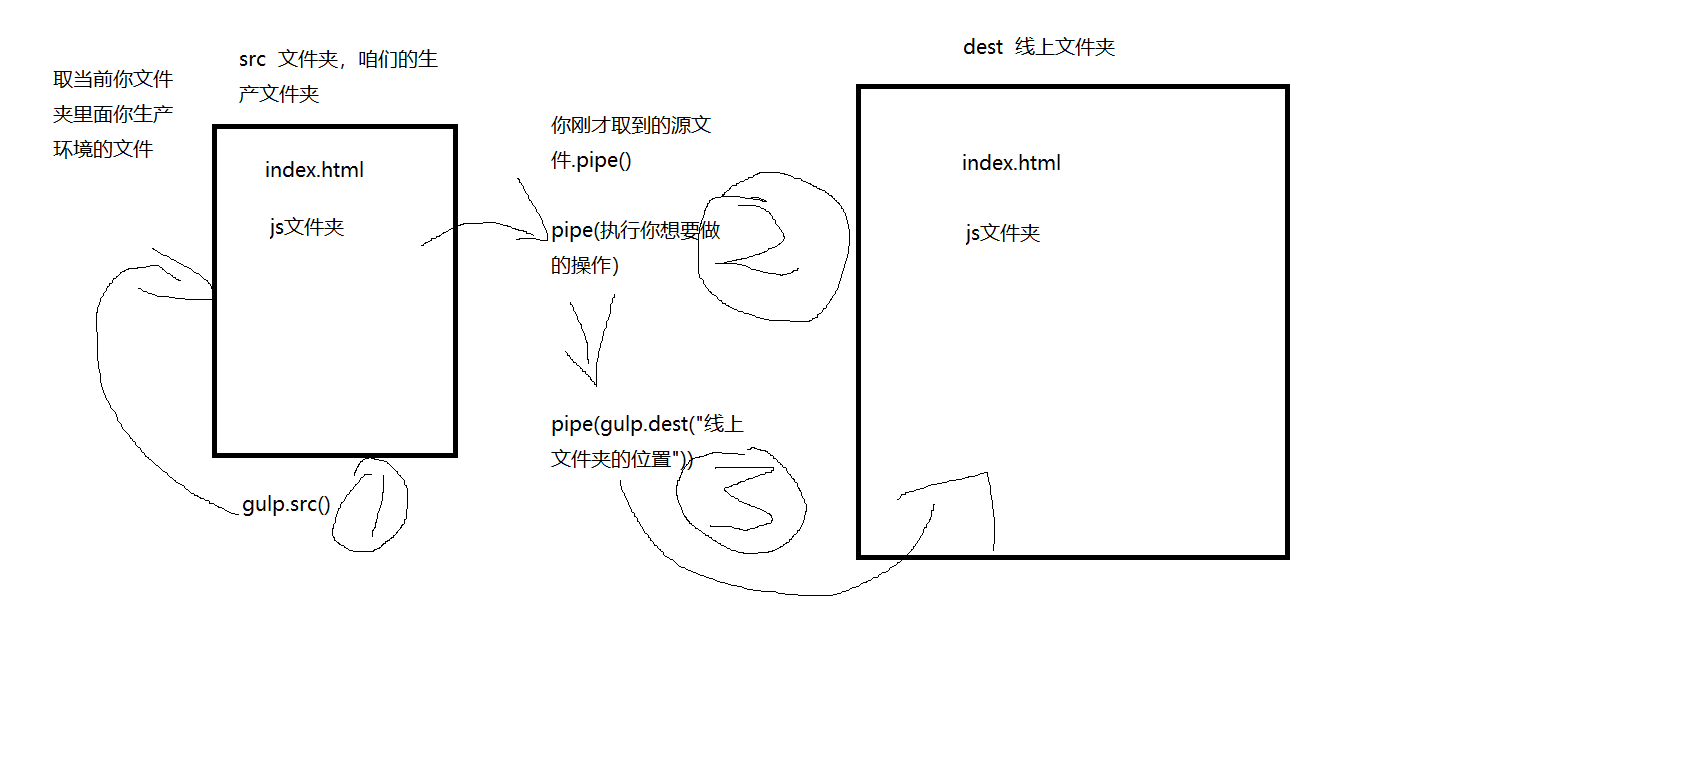 取当前你文件
夹里面你生产
环境的文件
src 文件夹，咱们的生
产文件夹
index.html
js文件夹
gulp.src()
1
你刚才取到的源文
件.pipe()
pipe(执行你想要做
的操作)
2
pipe(gulp.dest("线上
文件夹的位置"))
3
dest 线上文件夹
index.html
js文件夹